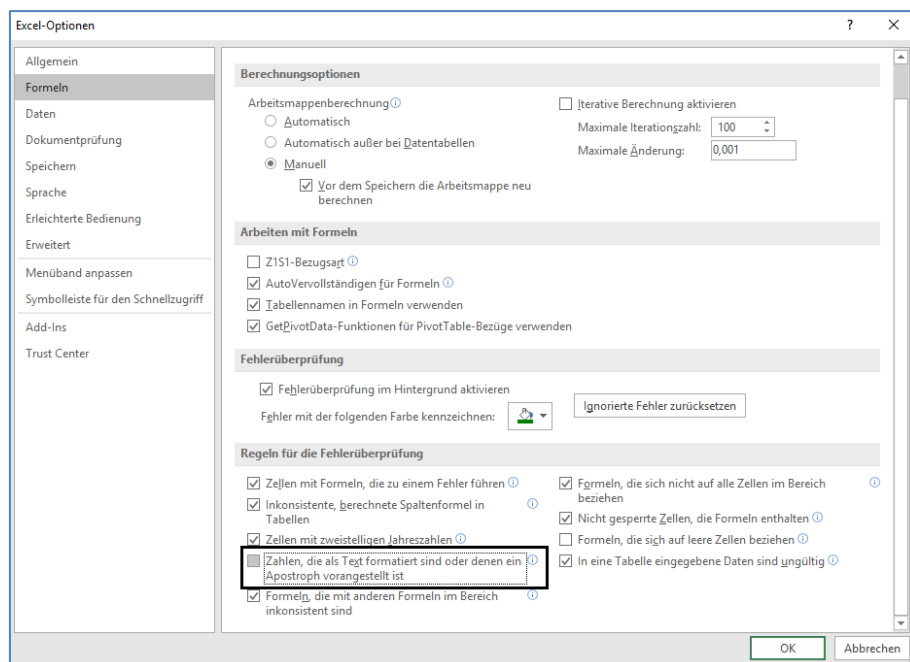 Excel-Optionen
?
Allgemein
Formeln
Daten
Dokumentprüfung
Speichern
Sprache
Erleichterte Bedienung
Erweitert
Menüband anpassen
Symbolleiste für den Schnellzugriff
Add-Ins
Trust Center
Berechnungsoptionen
Arbeitsmappenberechnung
Automatisch
Automatisch außer bei Datentabellen
Manuell
Vor dem Speichern die Arbeitsmappe neu
berechnen
Iterative Berechnung aktivieren
Maximale Iterationszahl: 100
Maximale Änderung: 0,001
Arbeiten mit Formeln
Z1S1-Bezugsart
AutoVervollständigen für Formeln
Tabellennamen in Formeln verwenden
GetPivotData-Funktionen für PivotTable-Bezüge verwenden
Fehlerüberprüfung
Fehlerüberprüfung im Hintergrund aktivieren
Fehler mit der folgenden Farbe kennzeichnen:
Ignorierte Fehler zurücksetzen
Regeln für die Fehlerüberprüfung
Zellen mit Formeln, die zu einem Fehler führen
Inkonsistente, berechnete Spaltenformel in
Tabellen
Zellen mit zweistelligen Jahreszahlen
Zahlen, die als Text formatiert sind oder denen ein
Apostroph vorangestellt ist
Formeln, die mit anderen Formeln im Bereich
inkonsistent sind
Formeln, die sich nicht auf alle Zellen im Bereich
beziehen
Nicht gesperrte Zellen, die Formeln enthalten
Formeln, die sich auf leere Zellen beziehen
In eine Tabelle eingegebene Daten sind ungültig
OK
Abbrechen